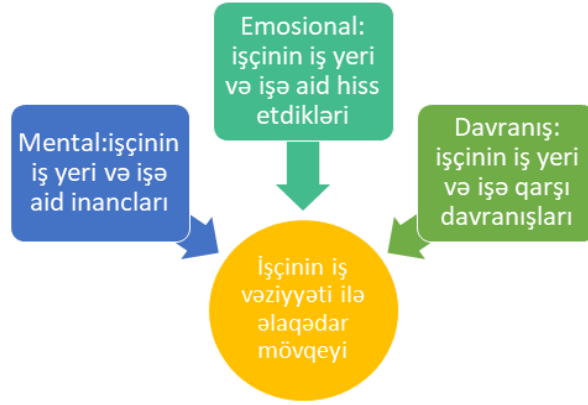 Emosional:
işçinin iş yeri
və işə aid hiss
etdikləri
Mental:işçinin
iş yeri və işə
aid inancları
Davranış:
işçinin iş yeri
və işə qarşı
davranışları
İşçinin iş
vəziyyəti ilə
əlaqədar
mövqeyi